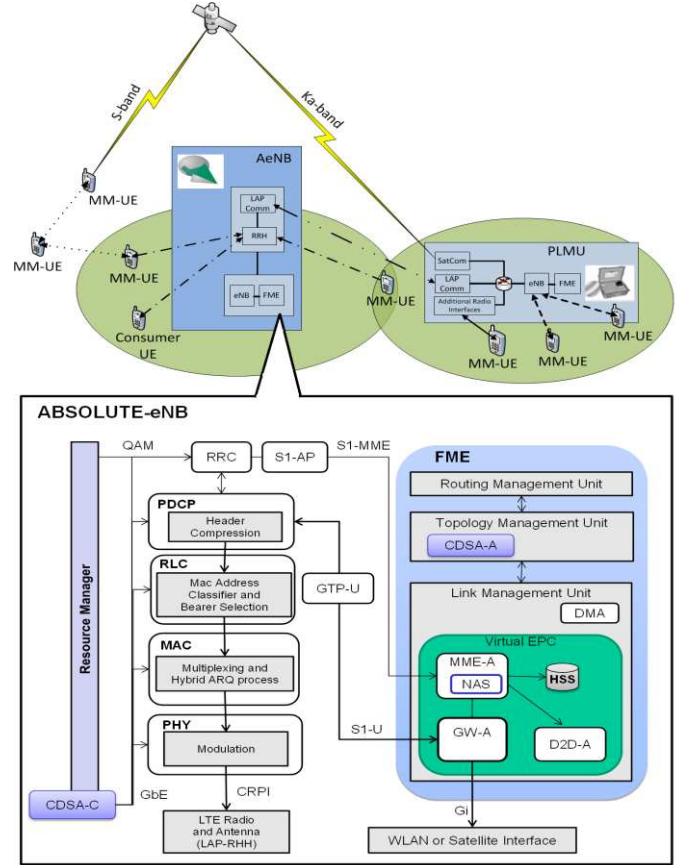 S-band
Ka-band
AeNB
MM-UE
LAP
Comm
RRH
PLMU
SatCom
LAP
Comm
eNB
FME
Additional Radio
Interfaces
MM-UE
MM-UE
MM-UE
eNB
FME
MM-UE
Consumer
UE
MM-UE
MM-UE
MM-UE
ABSOLUTE-eNB
QAM
S1-MME
RRC
S1-AP
FME
Routing Management Unit
PDCP
Header
Compression
Topology Management Unit
CDSA-A
RLC
Mac Address
Classifier and
Bearer Selection
GTP-U
Link Management Unit
DMA
Resource Manager
Virtual EPC
MAC
Multiplexing and
Hybrid ARQ process
MME-A
NAS
HSS
PHY
Modulation
S1-U
GW-A
D2D-A
CDSA-C
GbE
CRPI
Gi
LTE Radio
and Antenna
(LAP-RHH)
WLAN or Satellite Interface